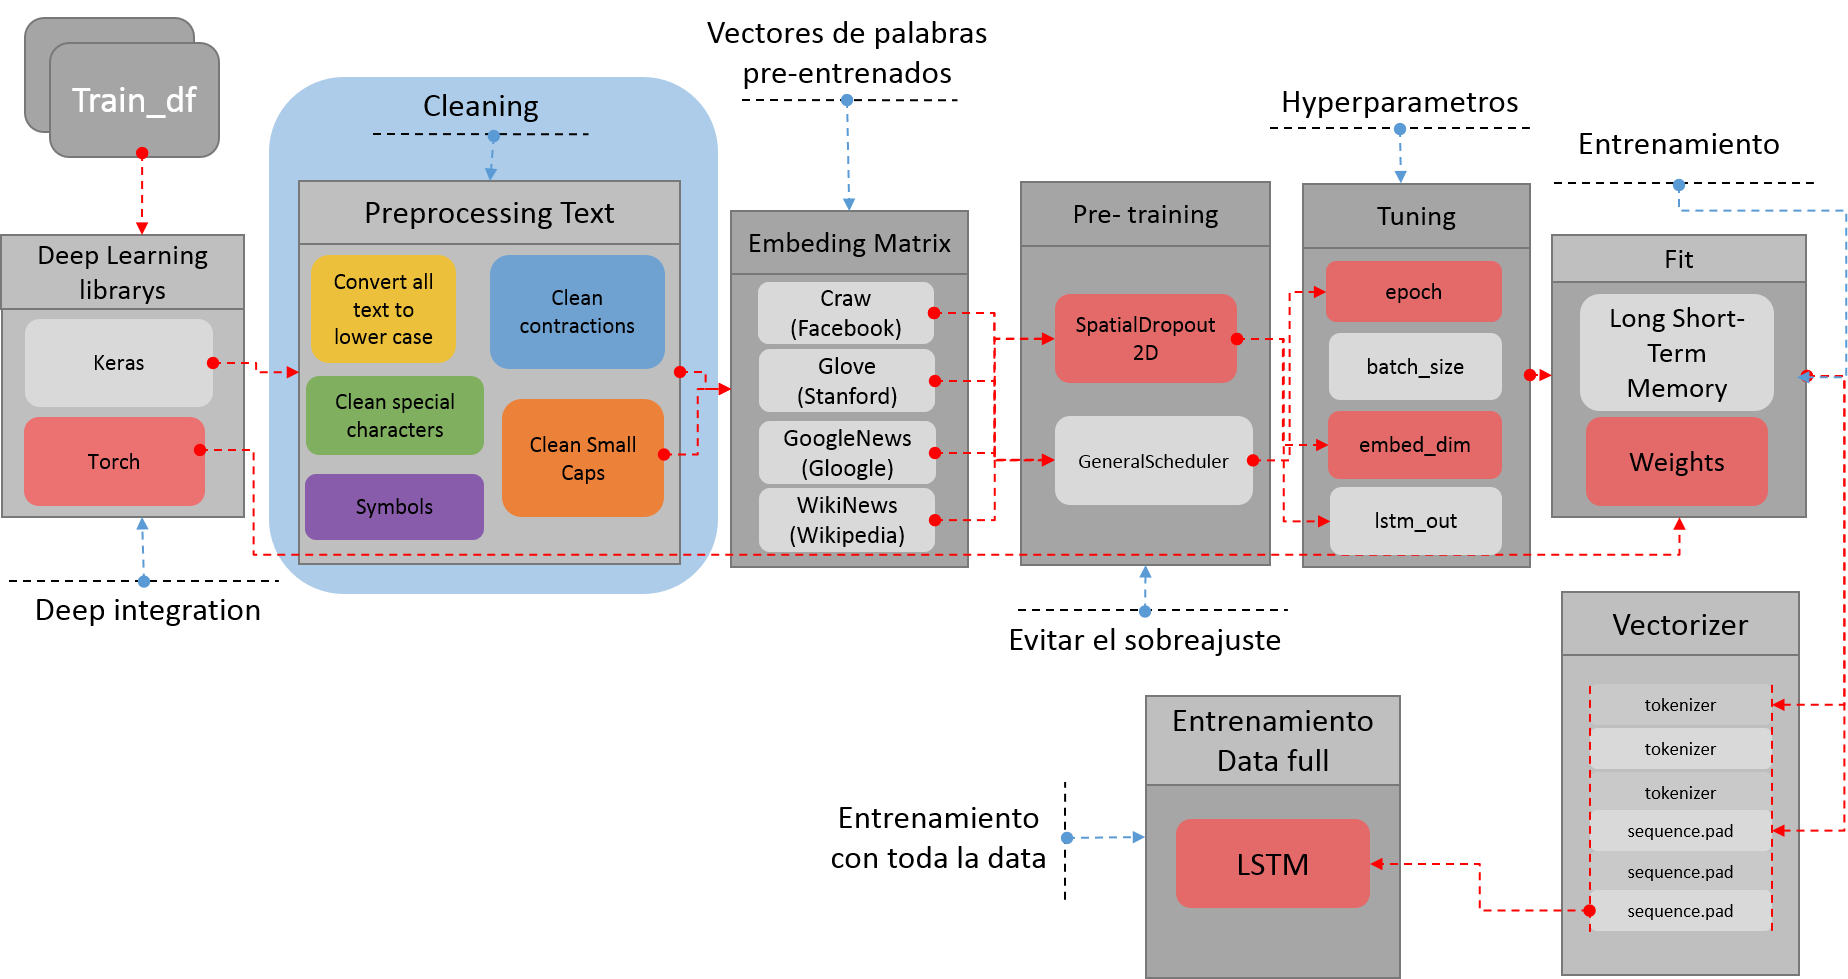 Train_df
Deep Learning
librarys
Keras
Torch
Deep integration
Cleaning
Preprocessing Text
Convert all
text to
lower case
Clean
contractions
Clean special
characters
Clean Small
Caps
Symbols
Vectores de palabras
pre-entrenados
Embeding Matrix
Craw
(Facebook)
Glove
(Stanford)
GoogleNews
(Gloogle)
WikiNews
(Wikipedia)
Pre- training
SpatialDropout
2D
GeneralScheduler
Evitar el sobreajuste
Hyperparametros
Tuning
epoch
batch_size
embed_dim
lstm_out
Entrenamiento
Fit
Long Short-
Term
Memory
Weights
Vectorizer
tokenizer
tokenizer
tokenizer
sequence.pad
sequence.pad
sequence.pad
Entrenamiento
Data full
LSTM
Entrenamiento
con toda la data